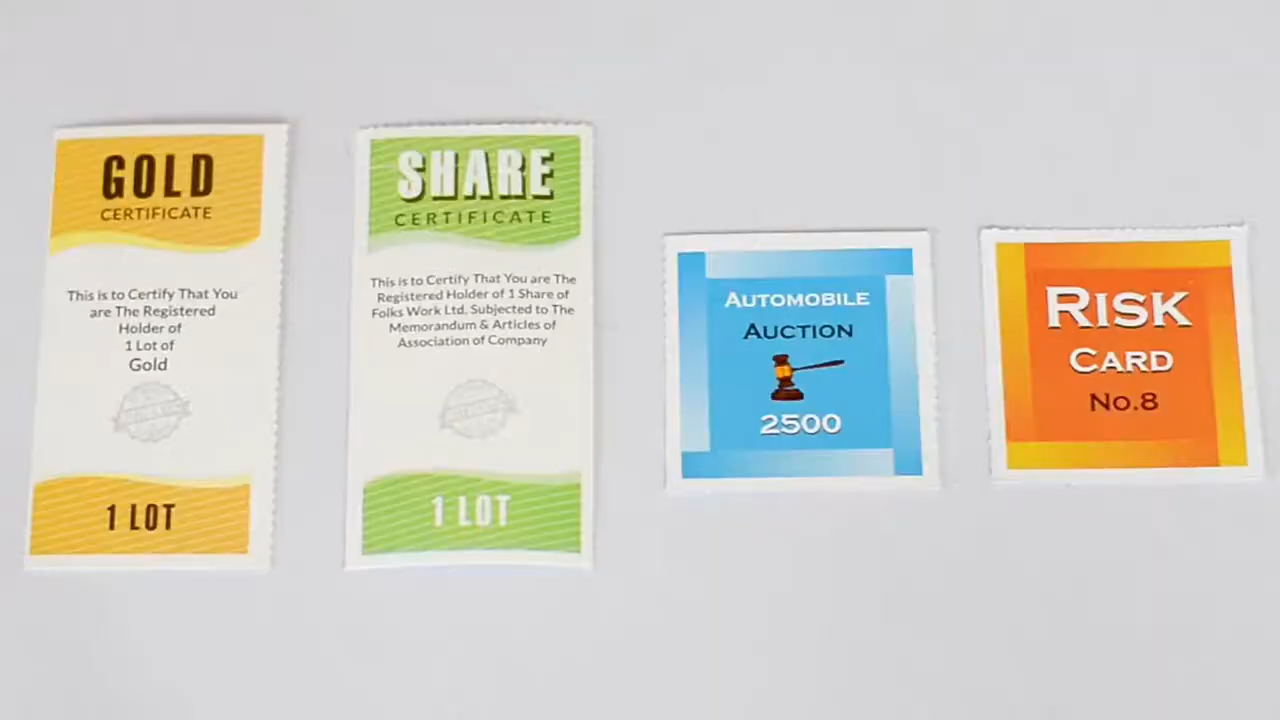 GOLD
CERTIFICATE
This is to Certify That You
are The Registered
Holder of
1 Lot of
Gold
1 LOT
SHARE
CERTIFICATE
This is to Certify That You are The
Registered Holder of 1 Share of
Folks Work Ltd. Subjected to The
Memorandum & Articles of
Association of Company
1 LOT
AUTOMOBILE
AUCTION
2500
RISK
CARD
NO.8